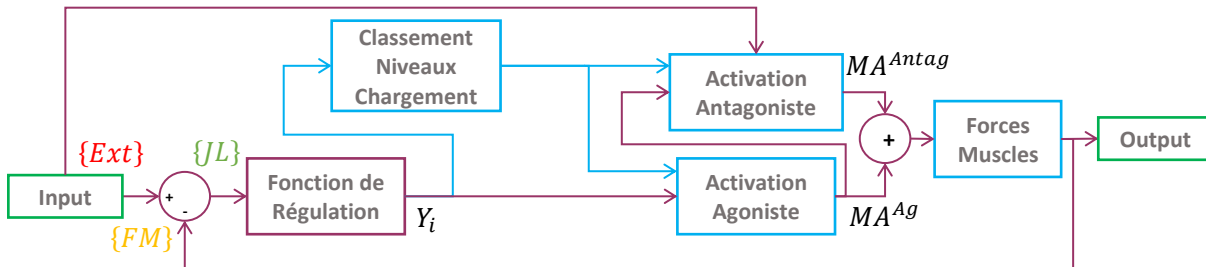 Classement
Niveaux
Chargement
Activation
Antagoniste
MA^{Antag}
{Ext}
{JL}
Input
+
-
{FM}
Fonction de
Régulation
Y_i
Activation
Agoniste
MA^{Ag}
+
Forces
Muscles
Output